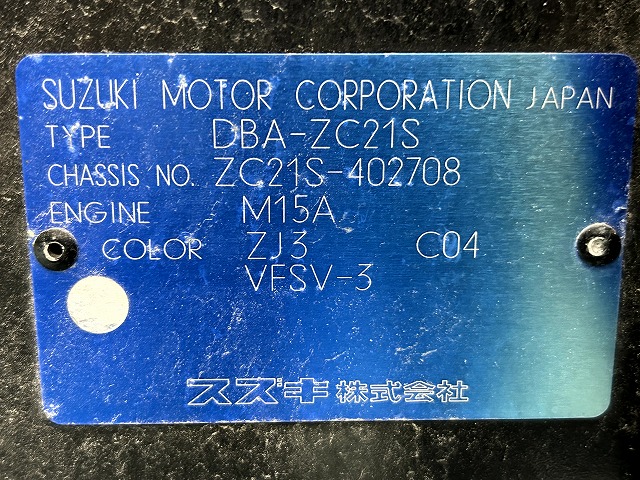 SUZUKI MOTOR CORPORATION JAPAN
TYPE DBA-ZC21S
CHASSIS NO. ZC21S-402708
ENGINE M15A
COLOR ZJ3 C04
VFSV-3
スズキ株式会社